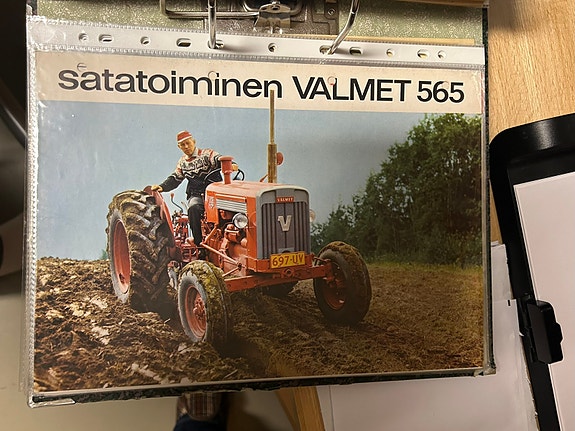 satatoiminen VALMET 565
VALMET
V
697-UV